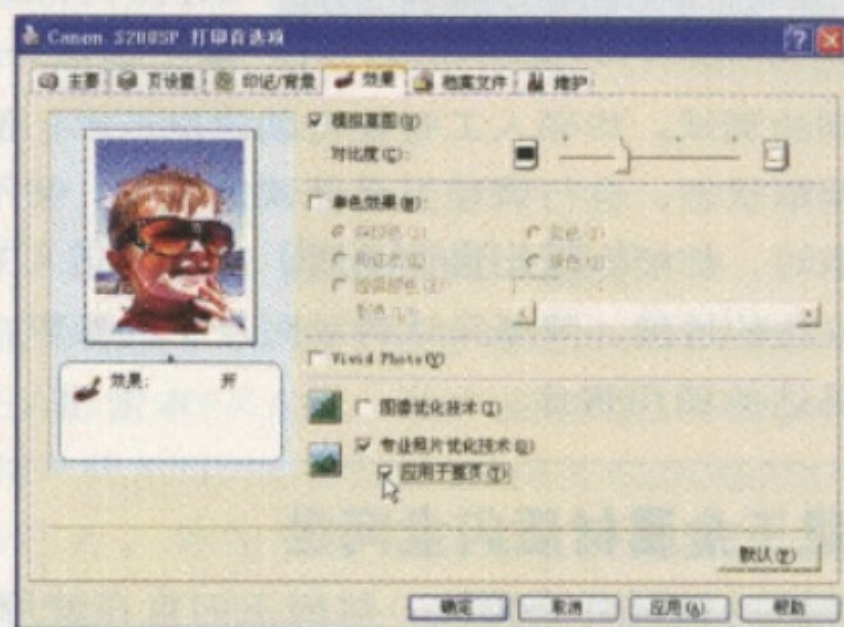 Canon S200SP 打印首选项
主要 页设置 印记/背景 效果 档案文件 维护
模拟草图(G)
对比度(C):
单色效果(M):
Vivid Photo(V)
图像优化技术(I)
专业照片优化技术(Q)
应用于整页(T)
效果: 开
默认(F)
确定 取消 应用(A) 帮助